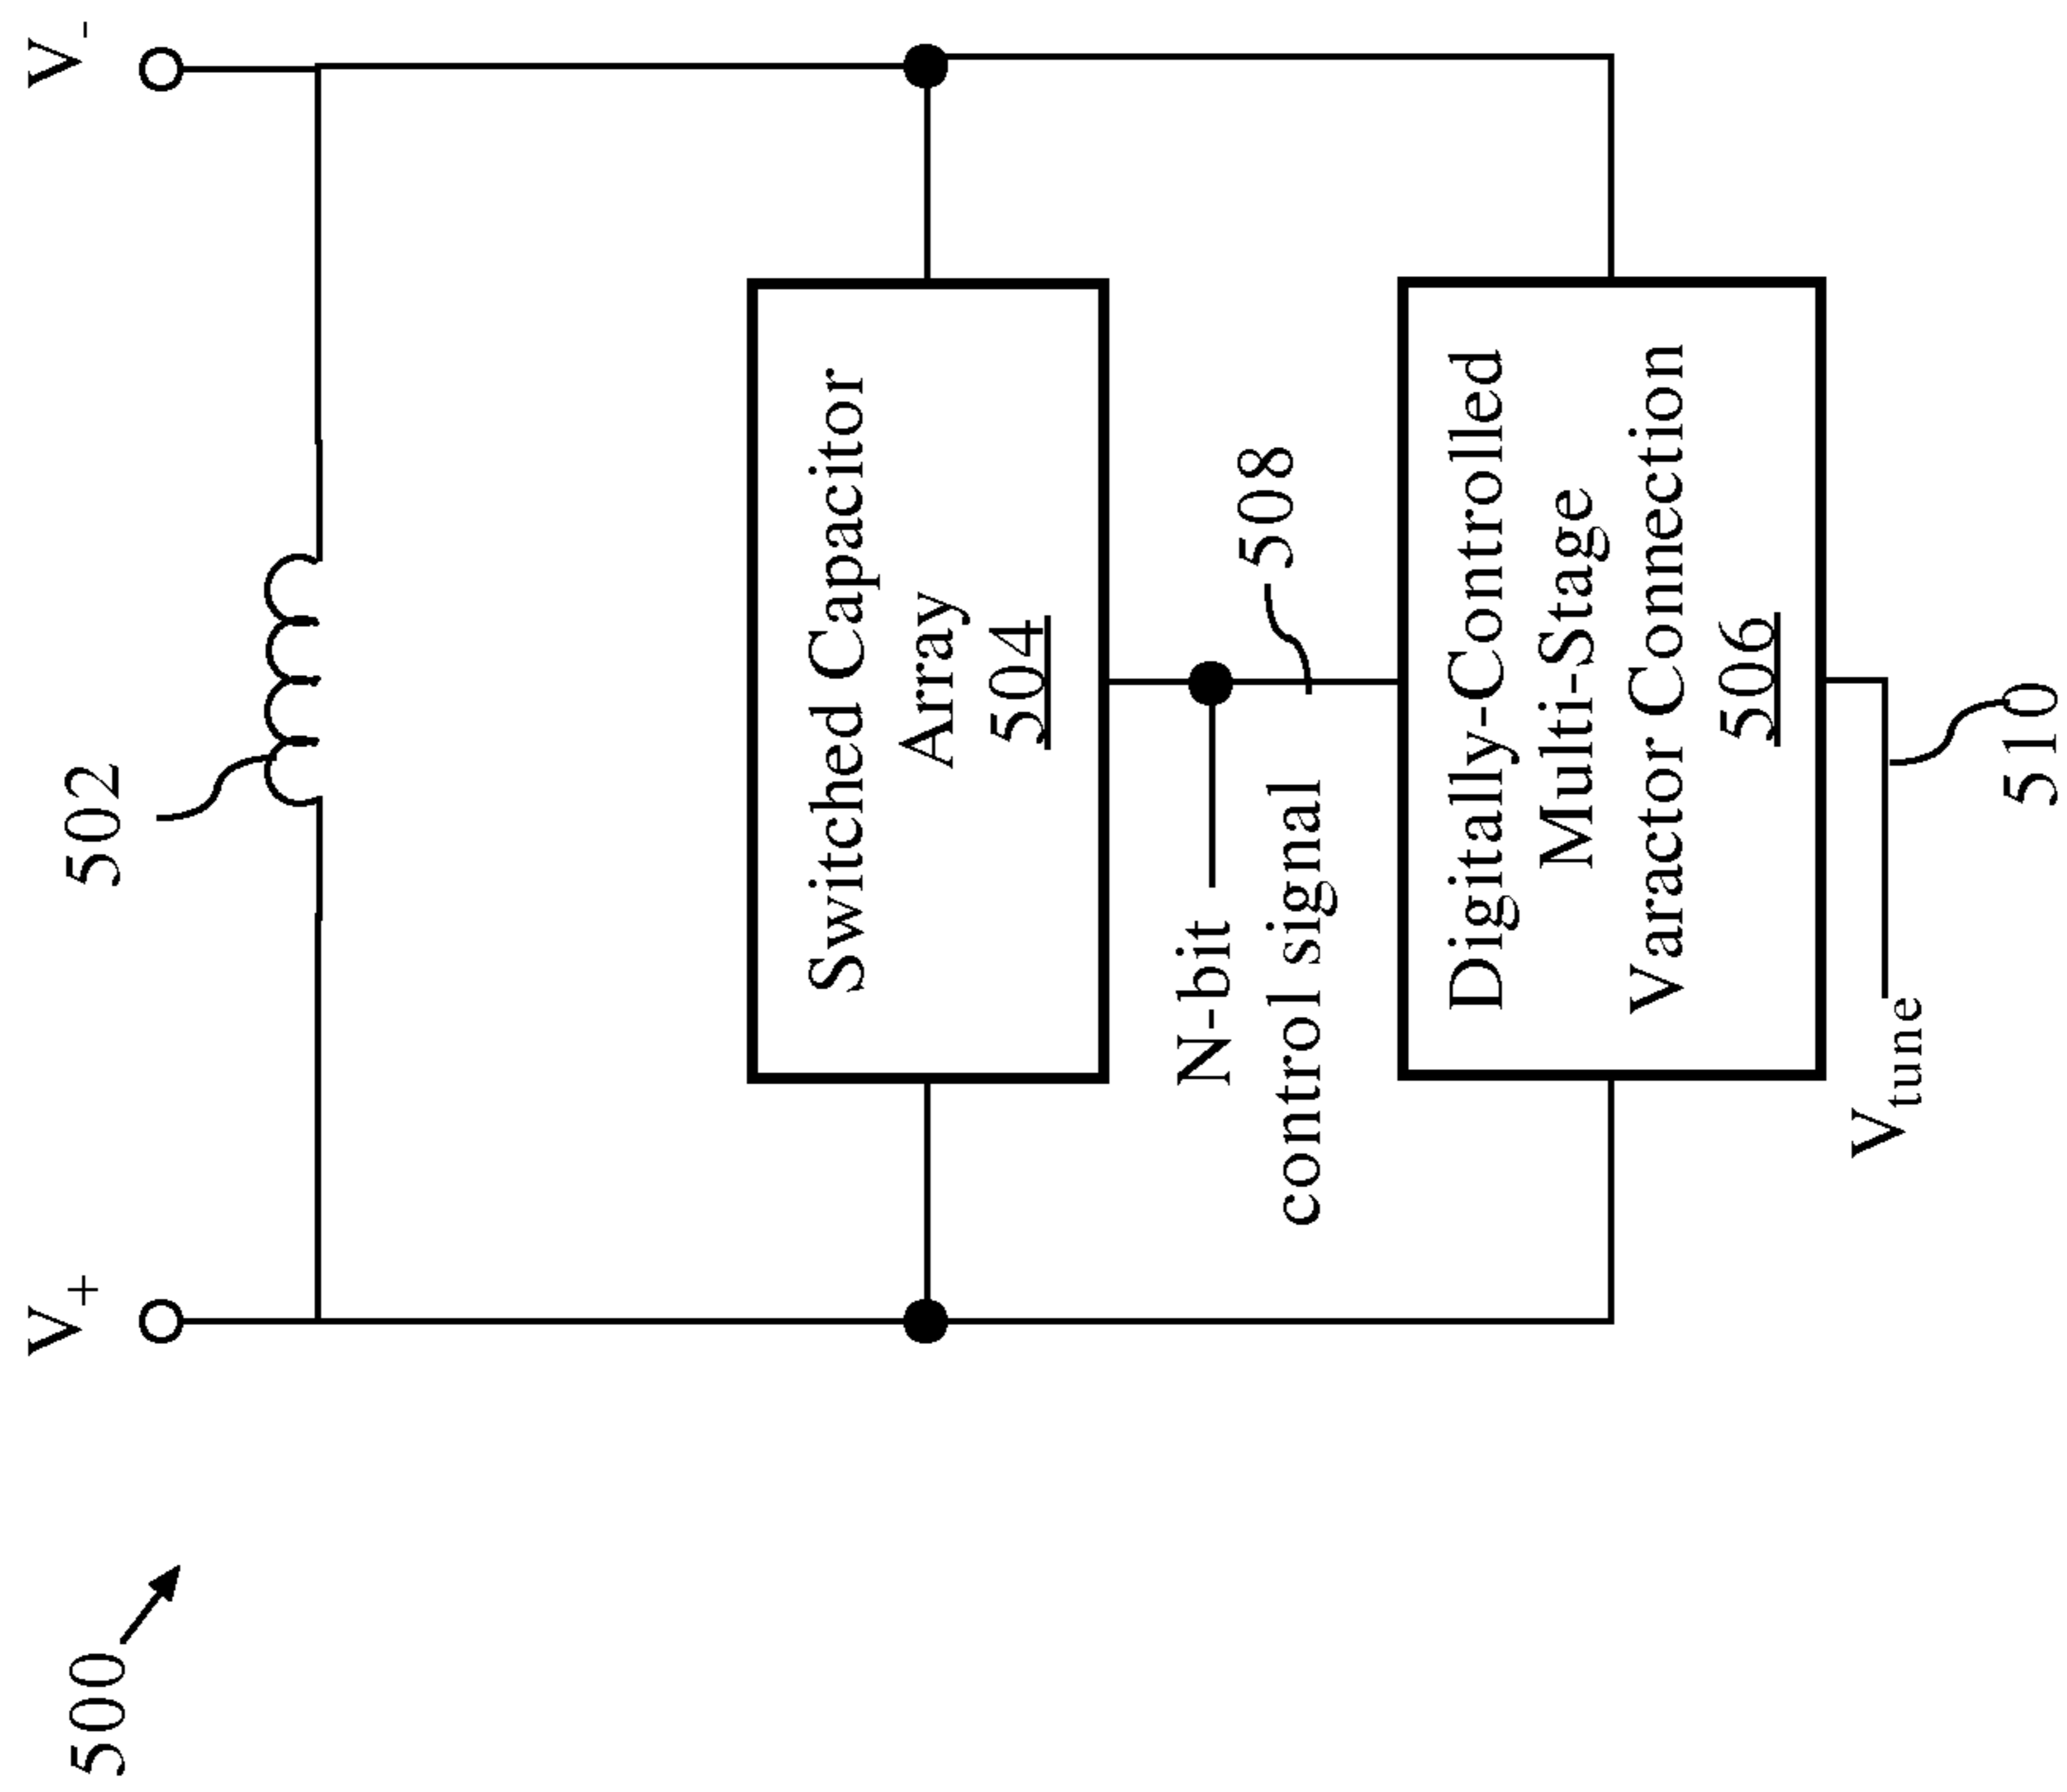 500
V+
V-
502
Switched Capacitor
Array
504
N-bit
control signal
508
Digitally-Controlled
Multi-Stage
Varactor Connection
506
Vtune
510